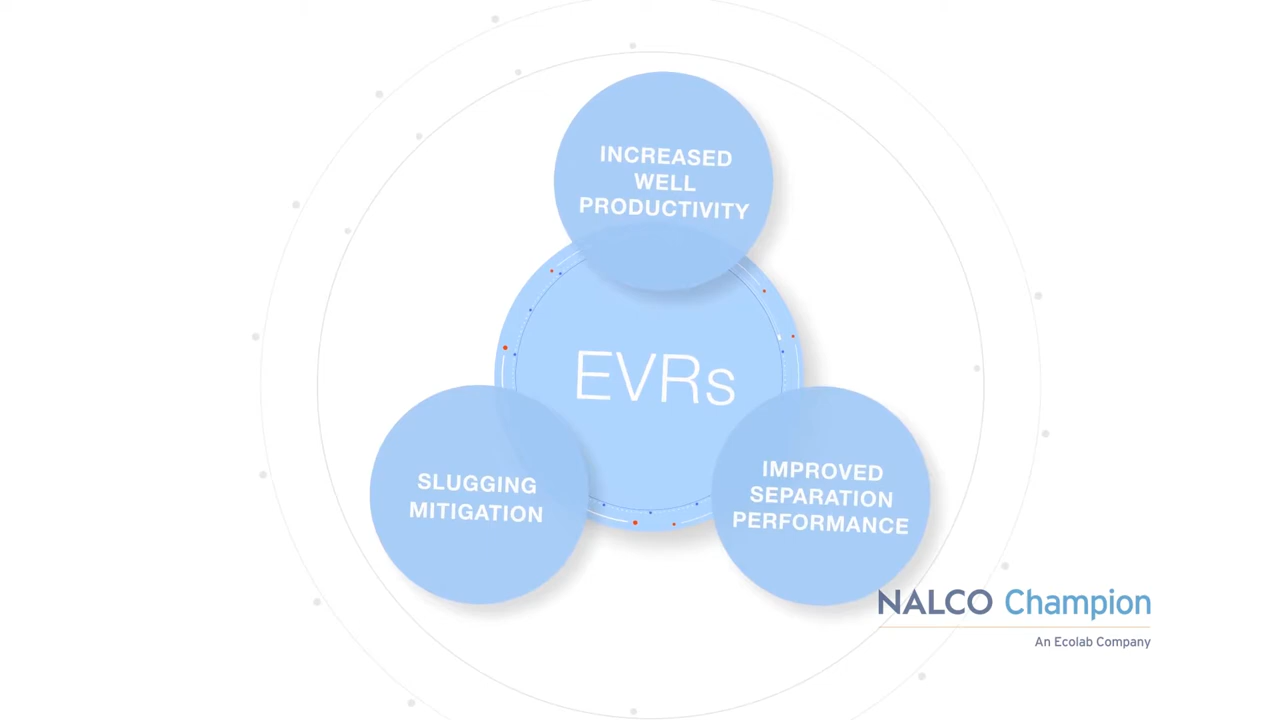 INCREASED
WELL
PRODUCTIVITY
EVRs
SLUGGING
MITIGATION
IMPROVED
SEPARATION
PERFORMANCE
NALCO Champion
An Ecolab Company